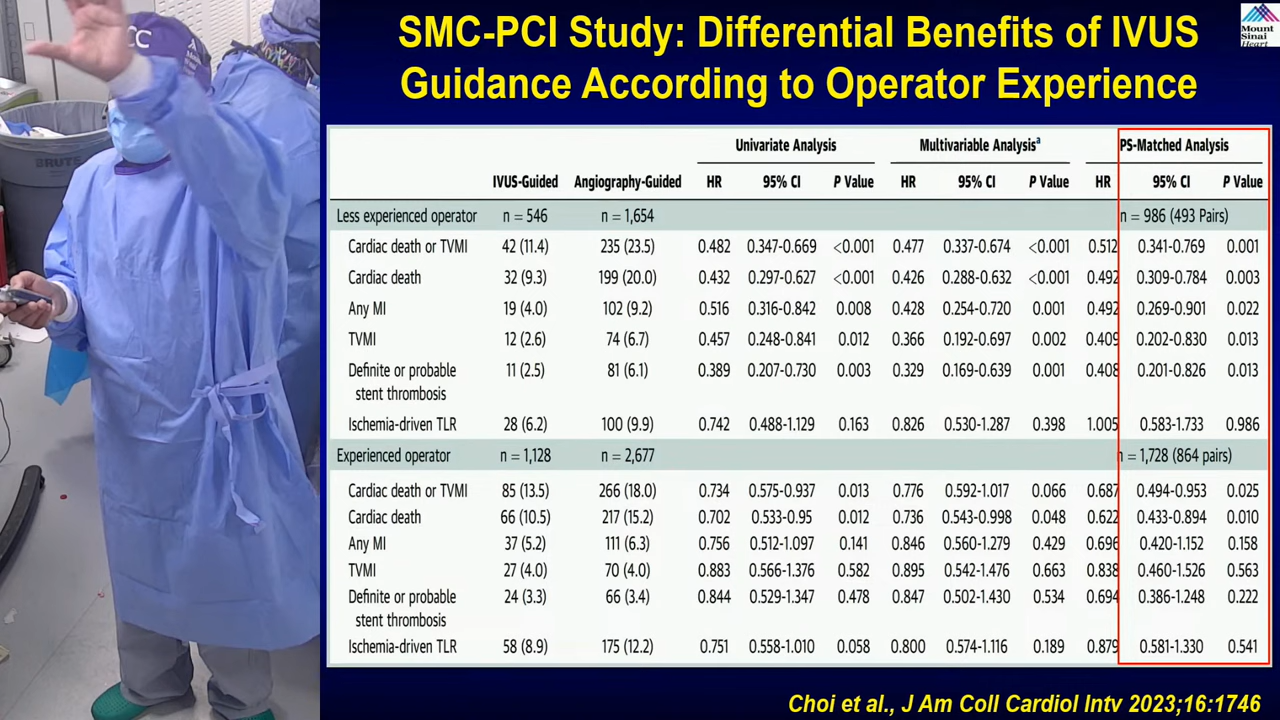 SMC-PCI Study: Differential Benefits of IVUS
Guidance According to Operator Experience
Mount
Sinai
Heart
CC
BRUTE
Univariate Analysis Multivariable Analysisª PS-Matched Analysis
IVUS-Guided Angiography-Guided HR 95% CI P Value HR 95% CI P Value HR 95% CI P Value
Less experienced operator n = 546 n = 1,654 n = 986 (493 Pairs)
Cardiac death or TVMI 42 (11.4) 235 (23.5) 0.482 0.347-0.669 <0.001 0.477 0.337-0.674 <0.001 0.512 0.341-0.769 0.001
Cardiac death 32 (9.3) 199 (20.0) 0.432 0.297-0.627 <0.001 0.426 0.288-0.632 <0.001 0.492 0.309-0.784 0.003
Any MI 19 (4.0) 102 (9.2) 0.516 0.316-0.842 0.008 0.428 0.254-0.720 0.001 0.492 0.269-0.901 0.022
TVMI 12 (2.6) 74 (6.7) 0.457 0.248-0.841 0.012 0.366 0.192-0.697 0.002 0.409 0.202-0.830 0.013
Definite or probable 11 (2.5) 81 (6.1) 0.389 0.207-0.730 0.003 0.329 0.169-0.639 0.001 0.408 0.201-0.826 0.013
stent thrombosis
Ischemia-driven TLR 28 (6.2) 100 (9.9) 0.742 0.488-1.129 0.163 0.826 0.530-1.287 0.398 1.005 0.583-1.733 0.986
Experienced operator n = 1,128 n = 2,677 n = 1,728 (864 pairs)
Cardiac death or TVMI 85 (13.5) 266 (18.0) 0.734 0.575-0.937 0.013 0.776 0.592-1.017 0.066 0.687 0.494-0.953 0.025
Cardiac death 66 (10.5) 217 (15.2) 0.702 0.533-0.95 0.012 0.736 0.543-0.998 0.048 0.622 0.433-0.894 0.010
Any MI 37 (5.2) 111 (6.3) 0.756 0.512-1.097 0.141 0.846 0.560-1.279 0.429 0.696 0.420-1.152 0.158
TVMI 27 (4.0) 70 (4.0) 0.883 0.566-1.376 0.582 0.895 0.542-1.476 0.663 0.838 0.460-1.526 0.563
Definite or probable 24 (3.3) 66 (3.4) 0.844 0.529-1.347 0.478 0.847 0.502-1.430 0.534 0.694 0.386-1.248 0.222
stent thrombosis
Ischemia-driven TLR 58 (8.9) 175 (12.2) 0.751 0.558-1.010 0.058 0.800 0.574-1.116 0.189 0.879 0.581-1.330 0.541
Choi et al., J Am Coll Cardiol Intv 2023;16:1746